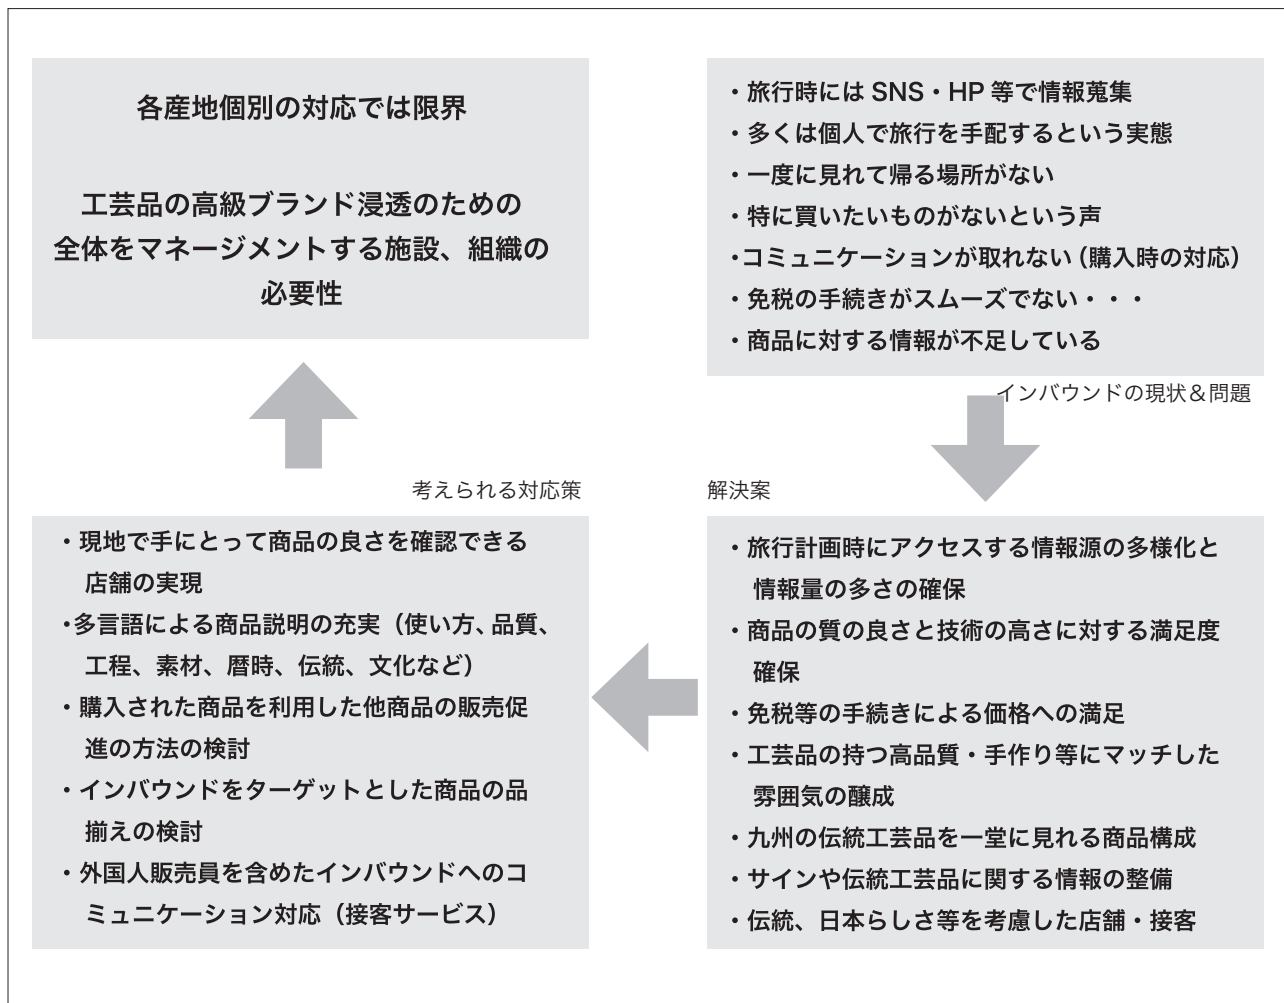 各産地個別の対応では限界
工芸品の高級ブランド浸透のための
全体をマネージメントする施設、組織の
必要性
・旅行時には SNS・HP 等で情報蒐集
・多くは個人で旅行を手配するという実態
・一度に見れて帰る場所がない
・特に買いたいものがないという声
・コミュニケーションが取れない（購入時の対応）
・免税の手続きがスムーズでない・・・
・商品に対する情報が不足している
インバウンドの現状＆問題
解決案
・旅行計画時にアクセスする情報源の多様化と
情報量の多さの確保
・商品の質の良さと技術の高さに対する満足度
確保
・免税等の手続きによる価格への満足
・工芸品の持つ高品質・手作り等にマッチした
雰囲気の醸成
・九州の伝統工芸品を一堂に見れる商品構成
・サインや伝統工芸品に関する情報の整備
・伝統、日本らしさ等を考慮した店舗・接客
考えられる対応策
・現地で手にとって商品の良さを確認できる
店舗の実現
・多言語による商品説明の充実（使い方、品質、
工程、素材、暦時、伝統、文化など）
・購入された商品を利用した他商品の販売促
進の方法の検討
・インバウンドをターゲットとした商品の品
揃えの検討
・外国人販売員を含めたインバウンドへのコ
ミュニケーション対応（接客サービス）